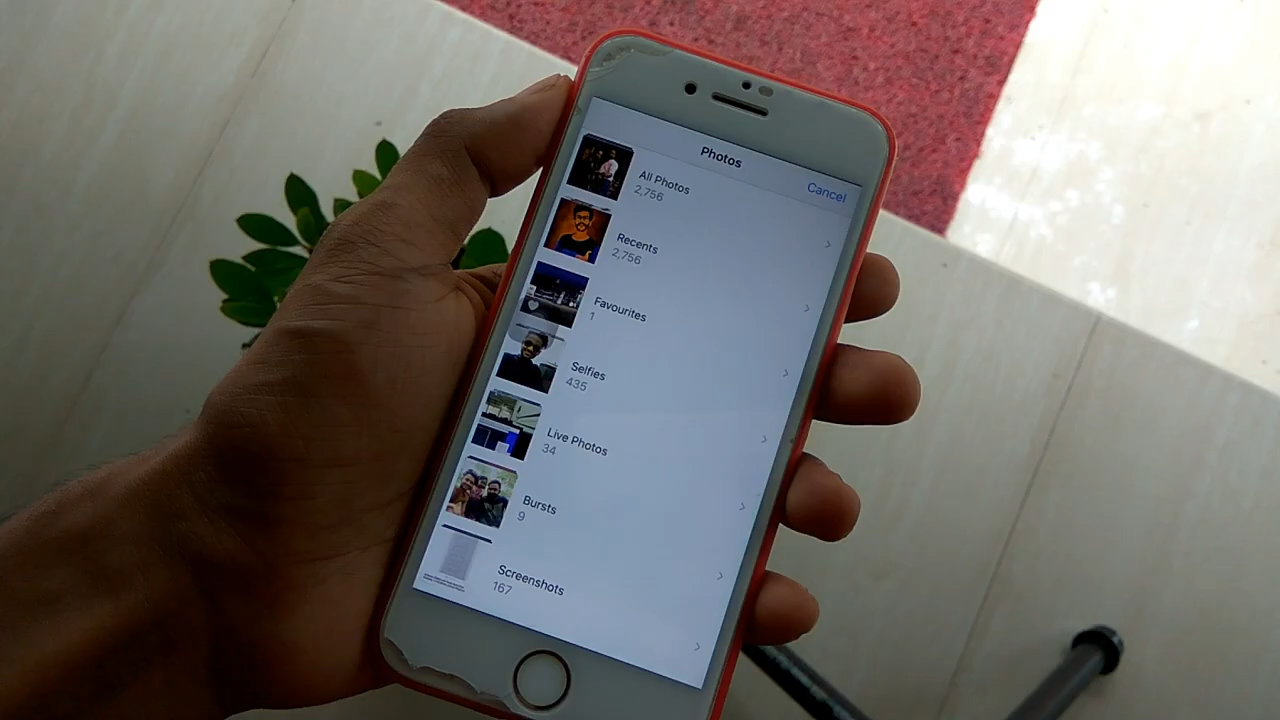 Photos
Cancel
All Photos
2,756
Recents
2,756
Favourites
1
Selfies
435
Live Photos
34
Bursts
9
Screenshots
167